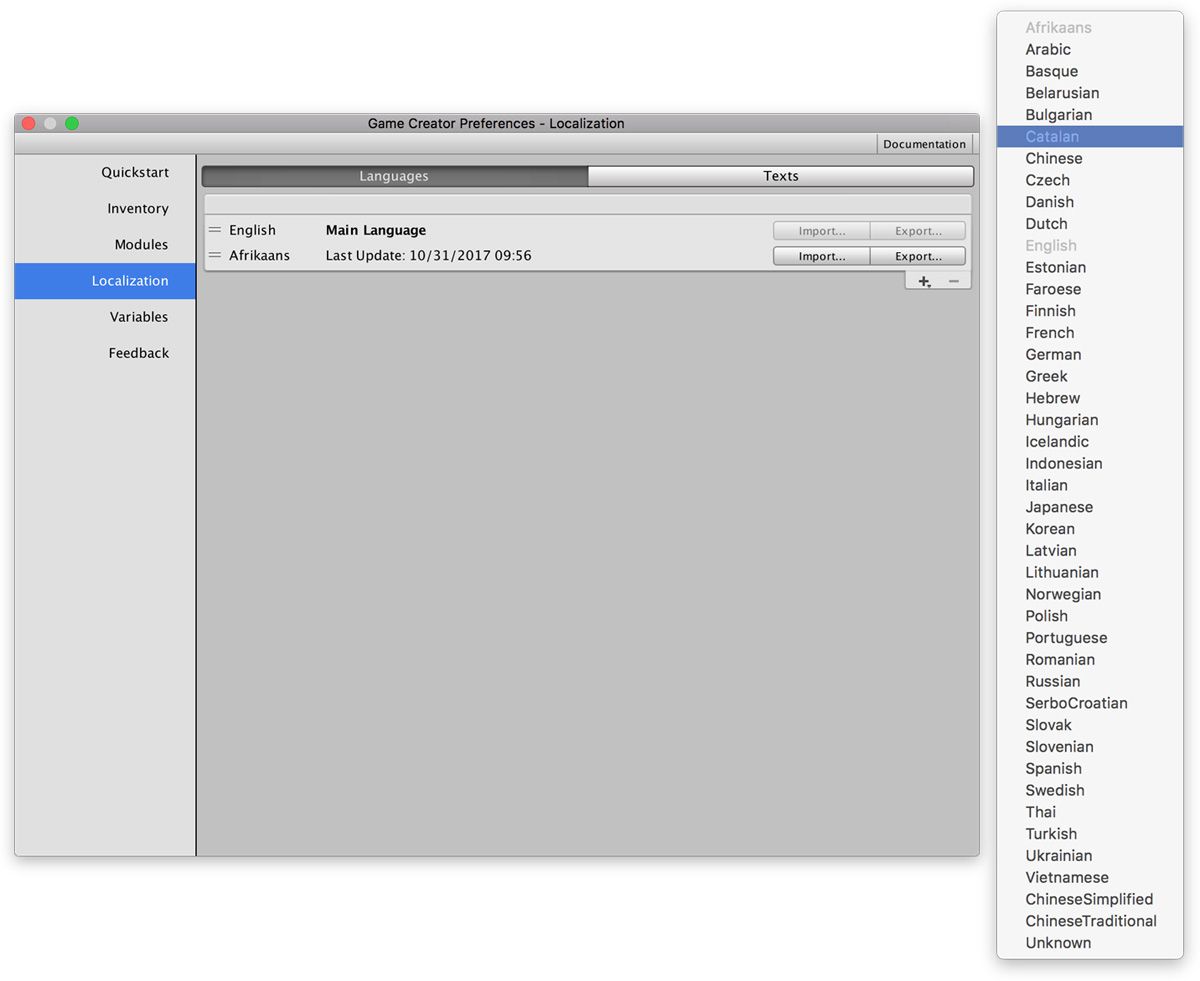 Game Creator Preferences - Localization
Documentation
Quickstart
Inventory
Modules
Localization
Variables
Feedback
Languages Texts
English Main Language Import... Export...
Afrikaans Last Update: 10/31/2017 09:56 Import... Export...
Afrikaans
Arabic
Basque
Belarusian
Bulgarian
Catalan
Chinese
Czech
Danish
Dutch
English
Estonian
Faroese
Finnish
French
German
Greek
Hebrew
Hungarian
Icelandic
Indonesian
Italian
Japanese
Korean
Latvian
Lithuanian
Norwegian
Polish
Portuguese
Romanian
Russian
SerboCroatian
Slovak
Slovenian
Spanish
Swedish
Thai
Turkish
Ukrainian
Vietnamese
ChineseSimplified
ChineseTraditional
Unknown